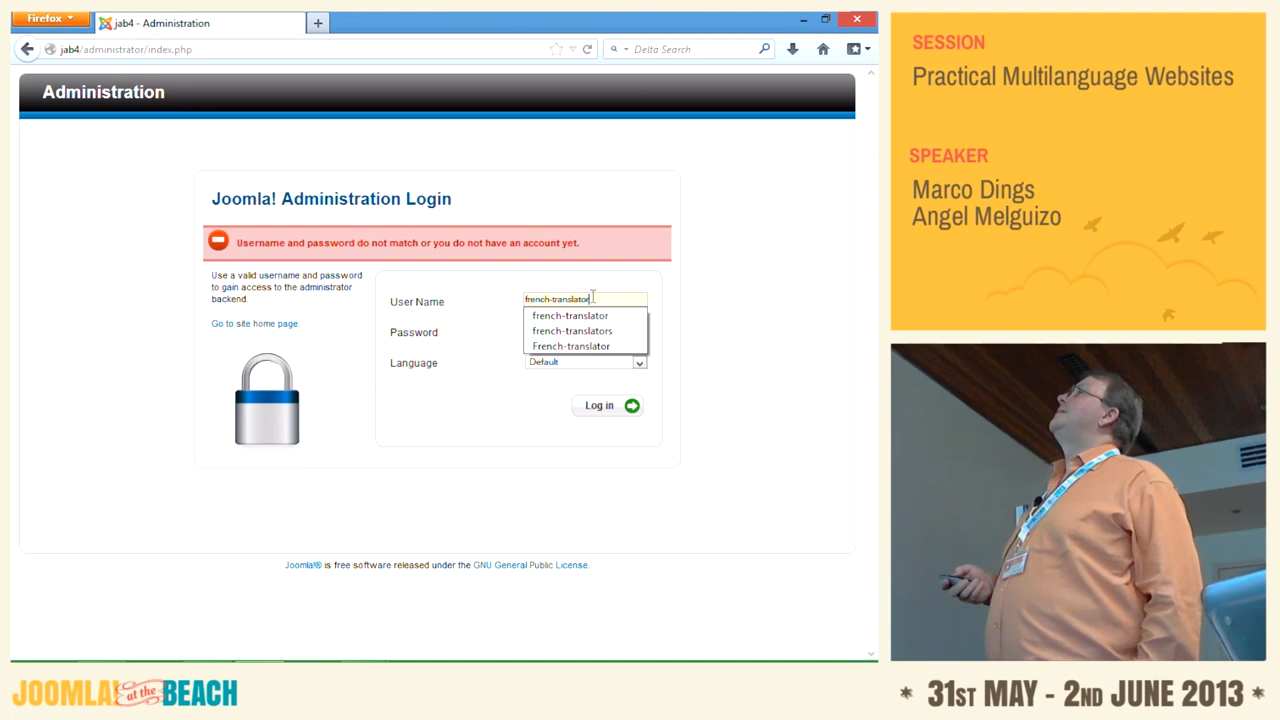 Firefox
jab4 - Administration
jab4/administrator/index.php
Delta Search
Administration
Joomla! Administration Login
Username and password do not match or you do not have an account yet.
Use a valid username and password
to gain access to the administrator
backend.
Go to site home page.
User Name
french-translator
french-translator
french-translators
French-translator
Password
Language
Default
Log in
Joomla!® is free software released under the GNU General Public License.
SESSION
Practical Multilanguage Websites
SPEAKER
Marco Dings
Angel Melguizo
JOOMLA! at the BEACH
* 31ST MAY - 2ND JUNE 2013 *